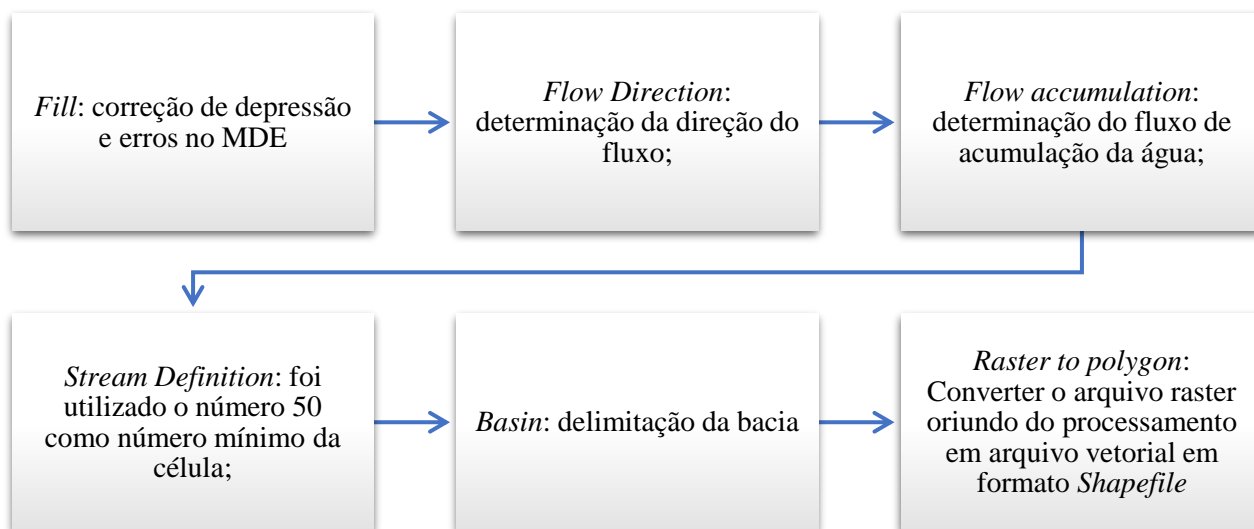 Fill: correção de depressão
e erros no MDE
Flow Direction:
determinação da direção do
fluxo;
Flow accumulation:
determinação do fluxo de
acumulação da água;
Stream Definition: foi
utilizado o número 50
como número mínimo da
célula;
Basin: delimitação da bacia
Raster to polygon:
Converter o arquivo raster
oriundo do processamento
em arquivo vetorial em
formato Shapefile